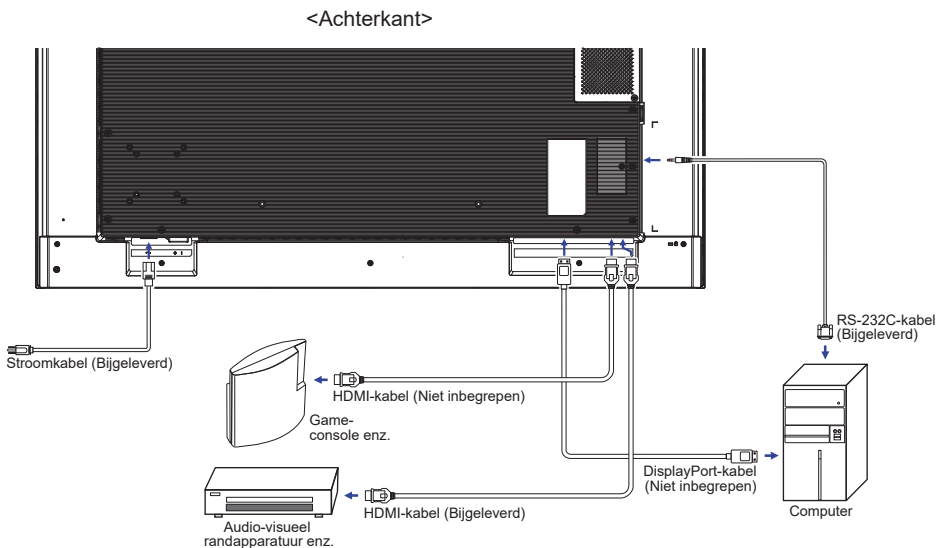 <Achterkant>
RS-232C-kabel
(Bijgeleverd)
Stroomkabel (Bijgeleverd)
HDMI-kabel (Niet inbegrepen)
Game-
console enz.
DisplayPort-kabel
(Niet inbegrepen)
HDMI-kabel (Bijgeleverd)
Computer
Audio-visueel
randapparatuur enz.